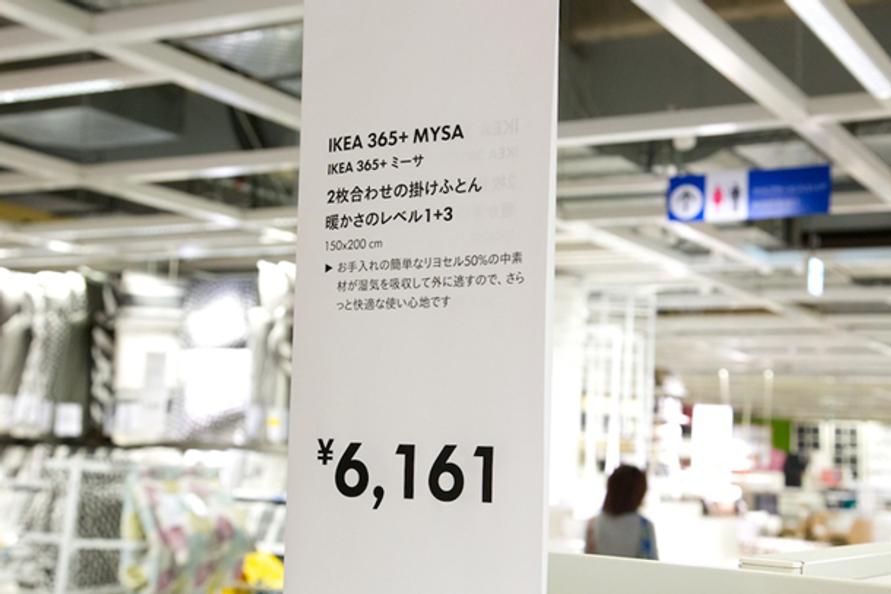 IKEA 365+ MYSA
IKEA 365+ ミーサ
2枚合わせの掛けふとん
暖かさのレベル1+3
150x200 cm
▶ お手入れの簡単なリヨセル50%の中素
材が湿気を吸収して外に逃すので、さら
っと快適な使い心地です
¥6,161